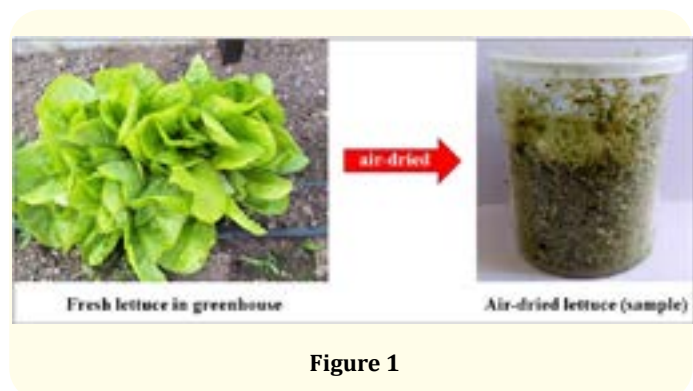 air-dried
Fresh lettuce in greenhouse
Air-dried lettuce (sample)
Figure 1